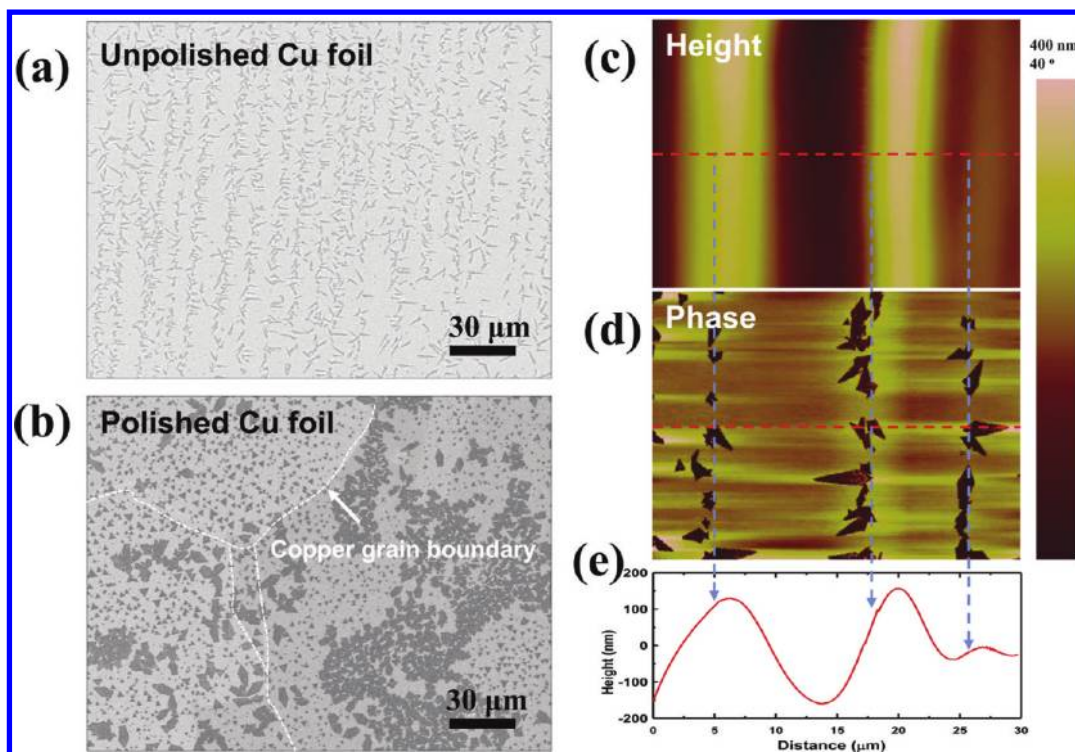 (a)
Unpolished Cu foil
30 μm
(b)
Polished Cu foil
Copper grain boundary
30 μm
(c)
Height
400 nm
40 °
(d)
Phase
(e)
200
100
0
-100
-200
Height (nm)
0
5
10
15
20
25
30
Distance (μm)